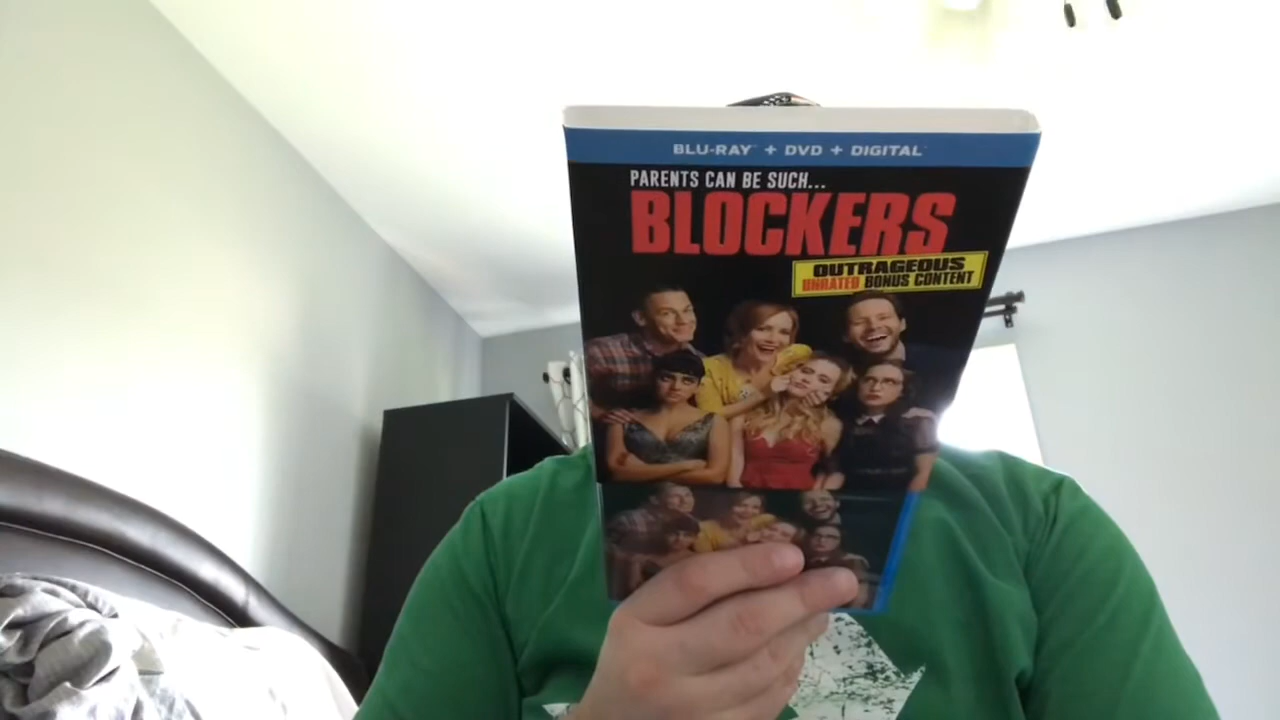 BLU-RAY + DVD + DIGITAL
PARENTS CAN BE SUCH...
BLOCKERS
OUTRAGEOUS
UNRATED BONUS CONTENT